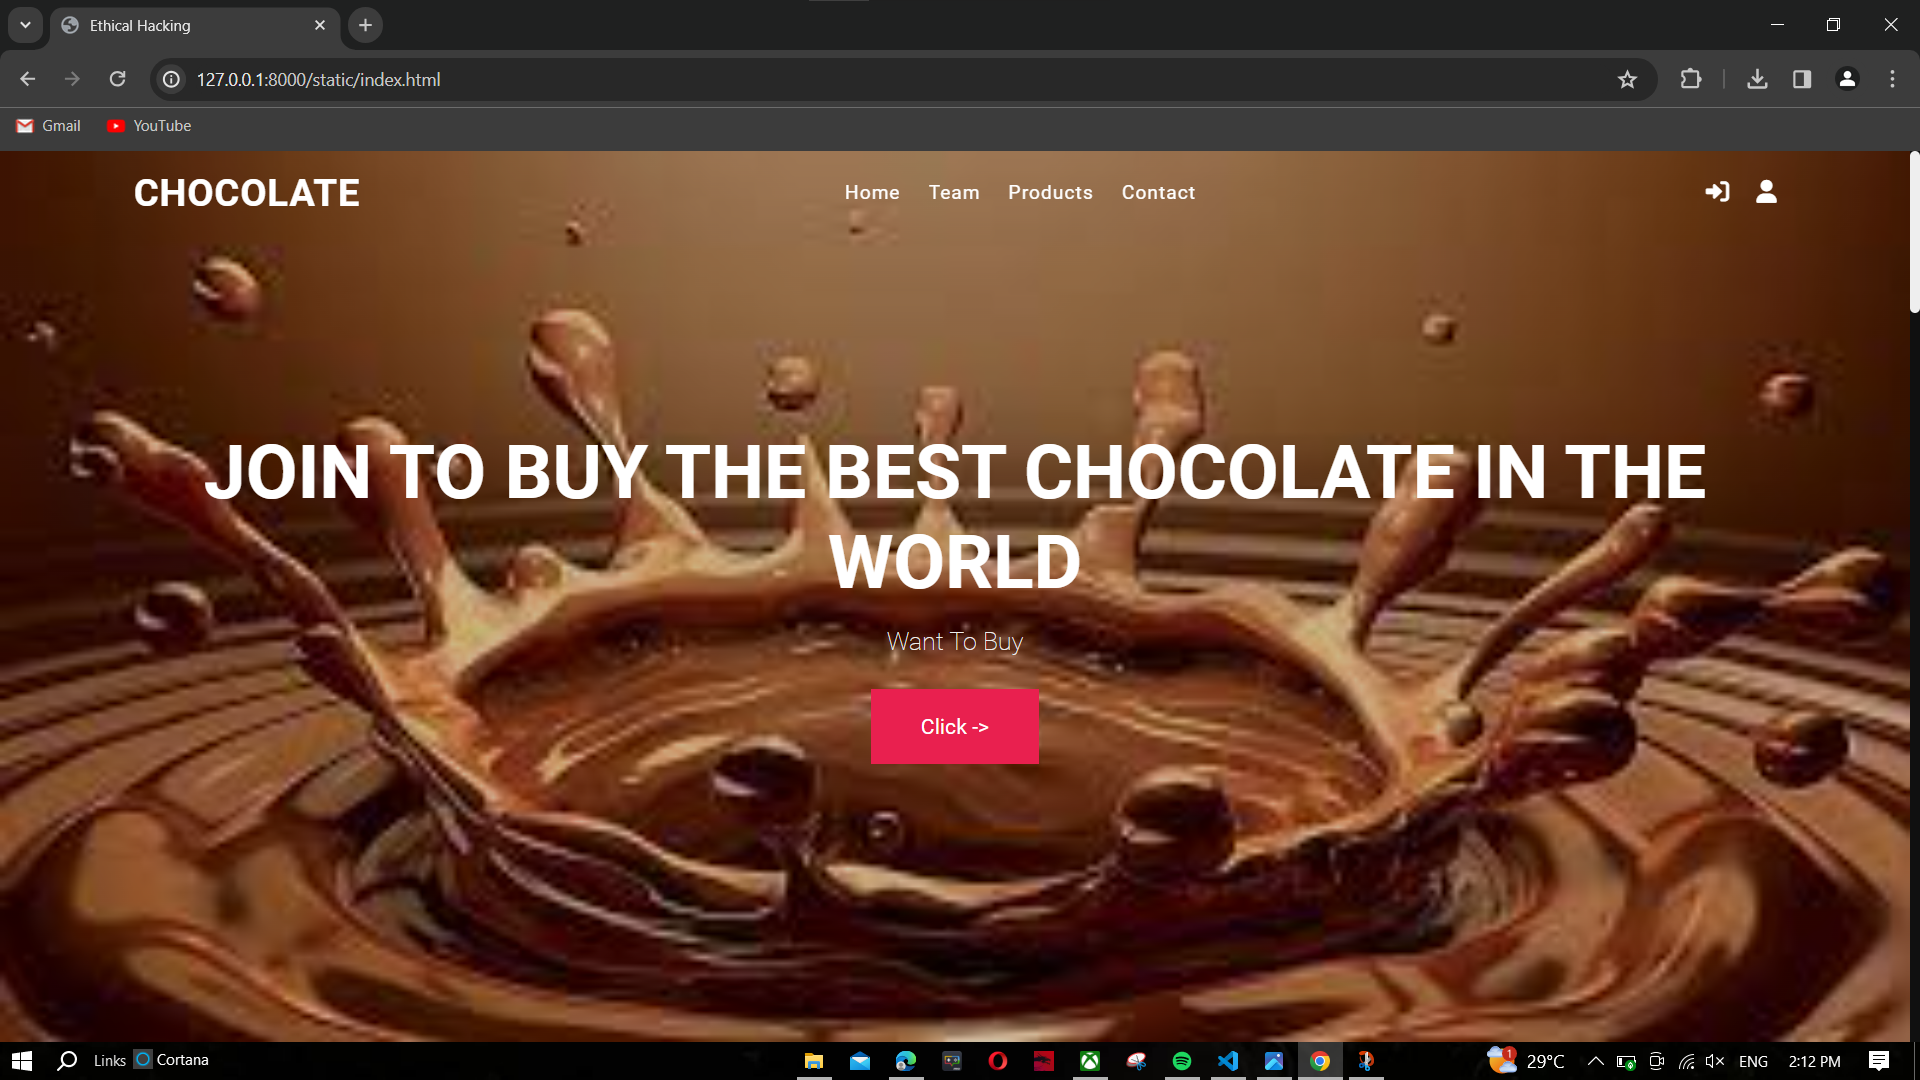 Ethical Hacking
127.0.0.1:8000/static/index.html
Gmail YouTube
CHOCOLATE Home Team Products Contact
JOIN TO BUY THE BEST CHOCOLATE IN THE
WORLD
Want To Buy
Click ->
Links Cortana 1 29°C ENG 2:12 PM